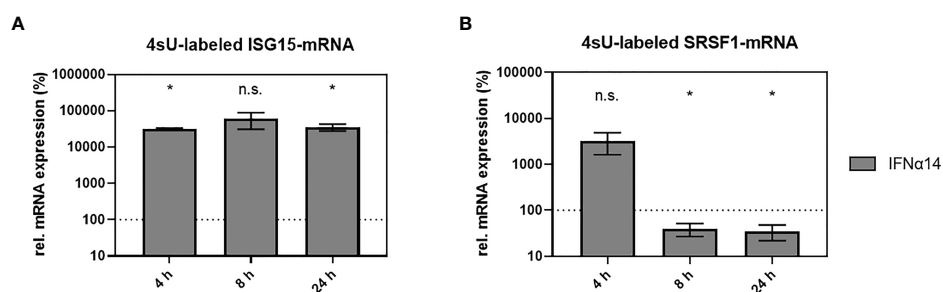 A
4sU-labeled ISG15-mRNA
rel. mRNA expression (%)
1000000
100000
10000
1000
100
10
* n.s. *
4 h 8 h 24 h
B
4sU-labeled SRSF1-mRNA
rel. mRNA expression (%)
100000
10000
1000
100
10
n.s. * *
4 h 8 h 24 h
IFNα14